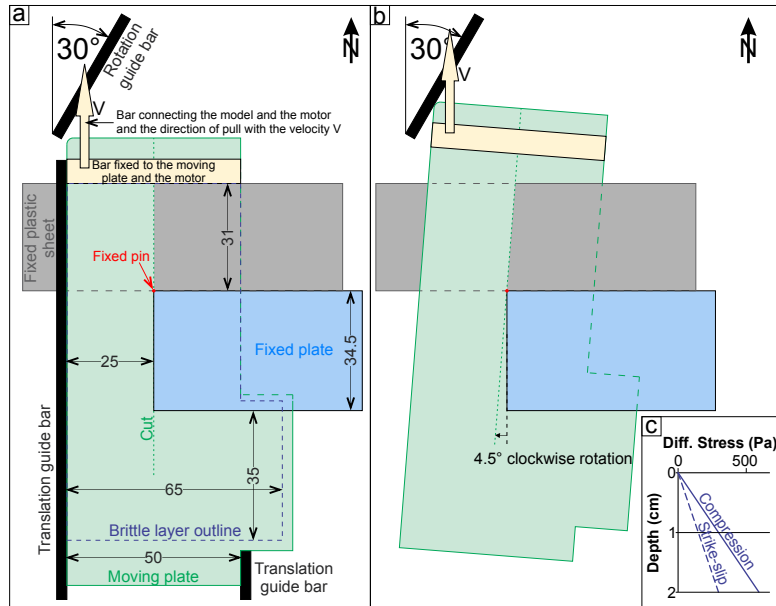 a
30°
Rotation
guide bar
N
V
Bar connecting the model and the motor
and the direction of pull with the velocity V
Bar fixed to the moving
plate and the motor
Fixed plastic
sheet
31
Fixed pin
Fixed plate
34.5
25
Cut
35
65
Translation guide bar
Brittle layer outline
50
Moving plate
Translation
guide bar
b
30°
N
V
4.5° clockwise rotation
c
Diff. Stress (Pa)
0
500
0
1
2
Depth (cm)
Compression
Strike-slip